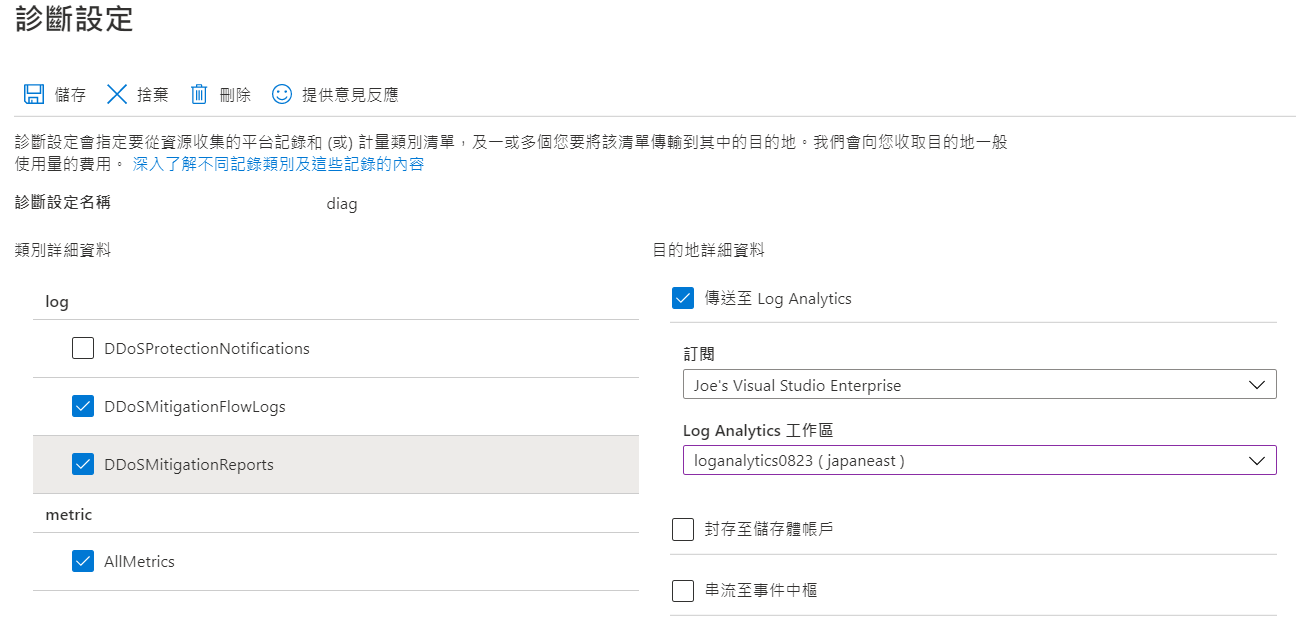 診斷設定
儲存 捨棄 刪除 提供意見反應
診斷設定會指定要從資源收集的平台記錄和 (或) 計量類別清單，及一或多個您要將該清單傳輸到其中的目的地。我們會向您收取目的地一般
使用量的費用。 深入了解不同記錄類別及這些記錄的內容
診斷設定名稱 diag
類別詳細資料
log
DDoSProtectionNotifications
DDoSMitigationFlowLogs
DDoSMitigationReports
metric
AllMetrics
目的地詳細資料
傳送至 Log Analytics
訂閱
Joe's Visual Studio Enterprise
Log Analytics 工作區
loganalytics0823 ( japaneast )
封存至儲存體帳戶
串流至事件中樞